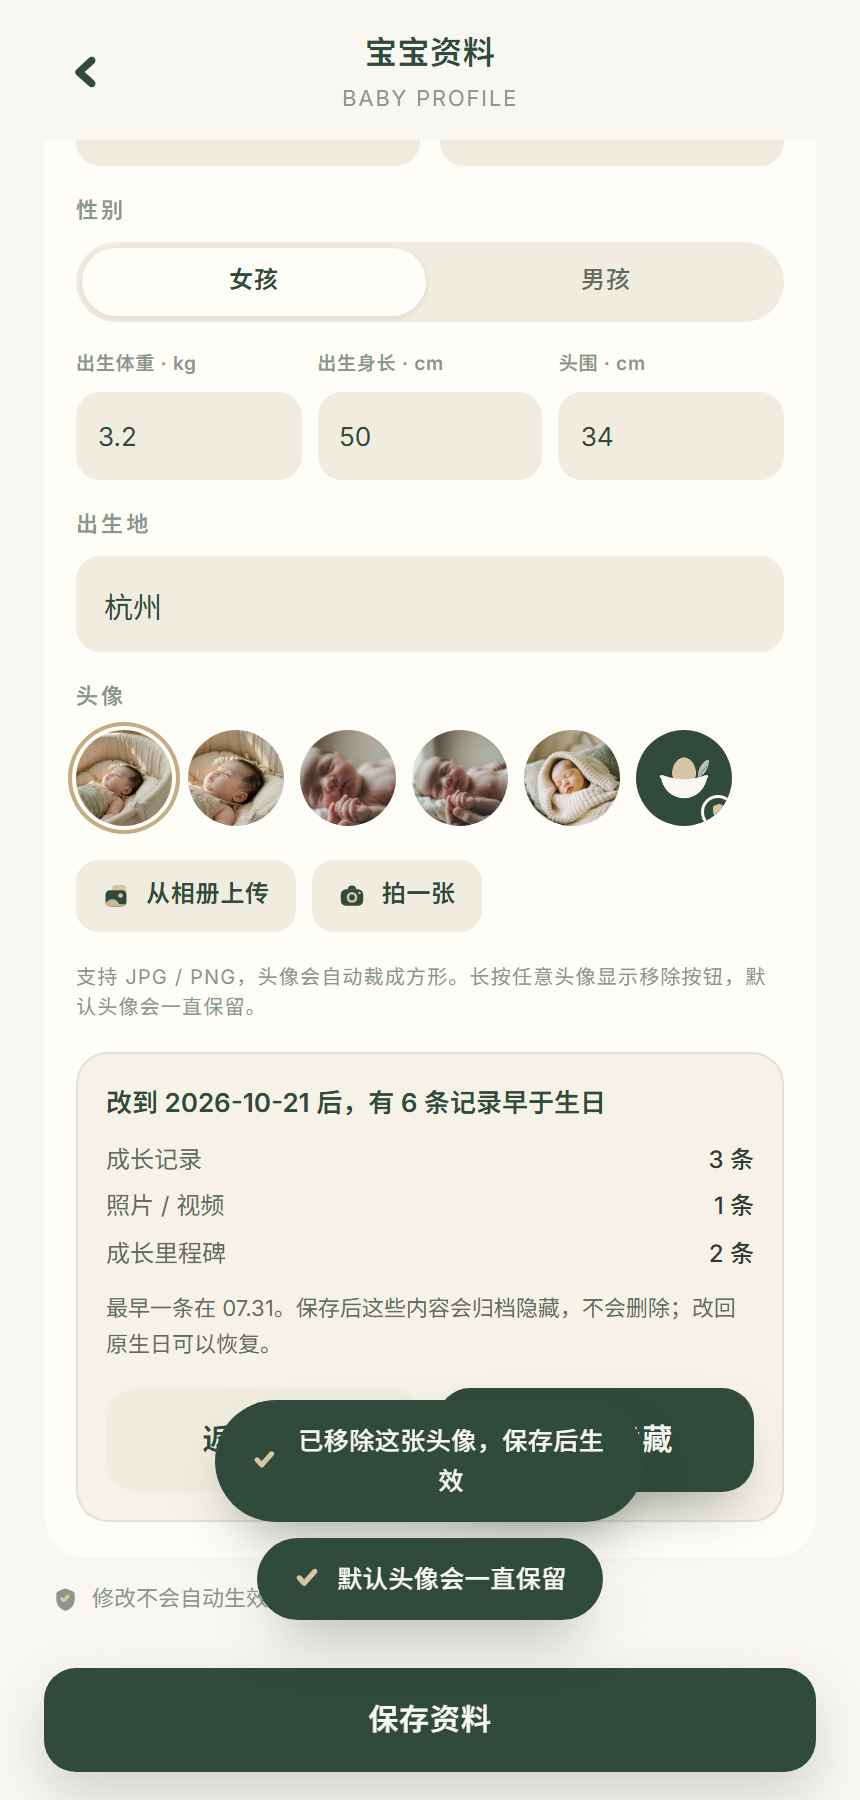 宝宝资料
BABY PROFILE
性别
女孩
男孩
出生体重 · kg
出生身长 · cm
头围 · cm
3.2
50
34
出生地
杭州
头像
从相册上传
拍一张
支持 JPG / PNG，头像会自动裁成方形。长按任意头像显示移除按钮，默
认头像会一直保留。
改到 2026-10-21 后，有 6 条记录早于生日
成长记录
3 条
照片 / 视频
1 条
成长里程碑
2 条
最早一条在 07.31。保存后这些内容会归档隐藏，不会删除；改回
原生日可以恢复。
返
藏
已移除这张头像，保存后生
效
默认头像会一直保留
修改不会自动生效
保存资料